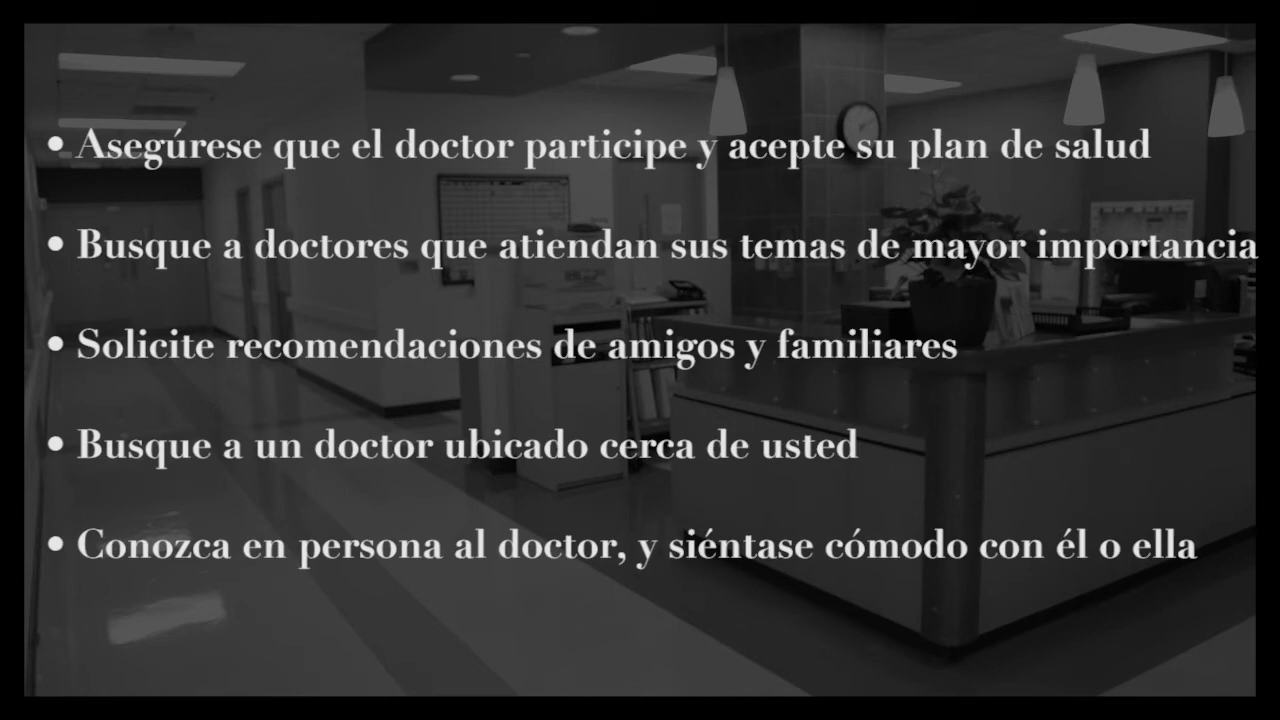 • Asegúrese que el doctor participe y acepte su plan de salud
• Busque a doctores que atiendan sus temas de mayor importancia
• Solicite recomendaciones de amigos y familiares
• Busque a un doctor ubicado cerca de usted
• Conozca en persona al doctor, y siéntase cómodo con él o ella